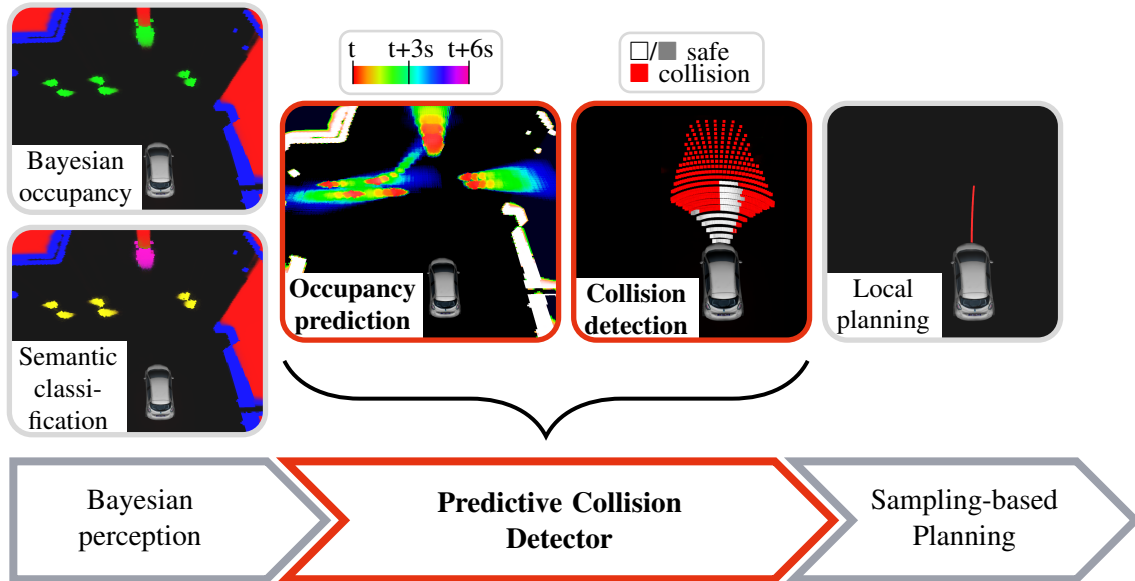 t t+3s t+6s
/ safe
collision
Bayesian
occupancy
Semantic
classi-
fication
Occupancy
prediction
Collision
detection
Local
planning
Bayesian
perception
Predictive Collision
Detector
Sampling-based
Planning